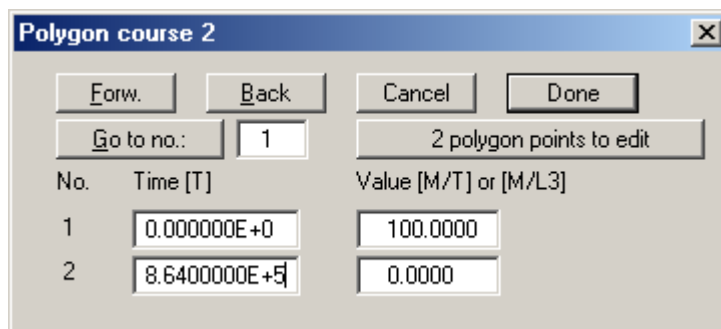 Polygon course 2
Forw. Back Cancel Done
Go to no.: 1 2 polygon points to edit
No. Time [T] Value [M/T] or [M/L3]
1 0.000000E+0 100.0000
2 8.6400000E+5 0.0000